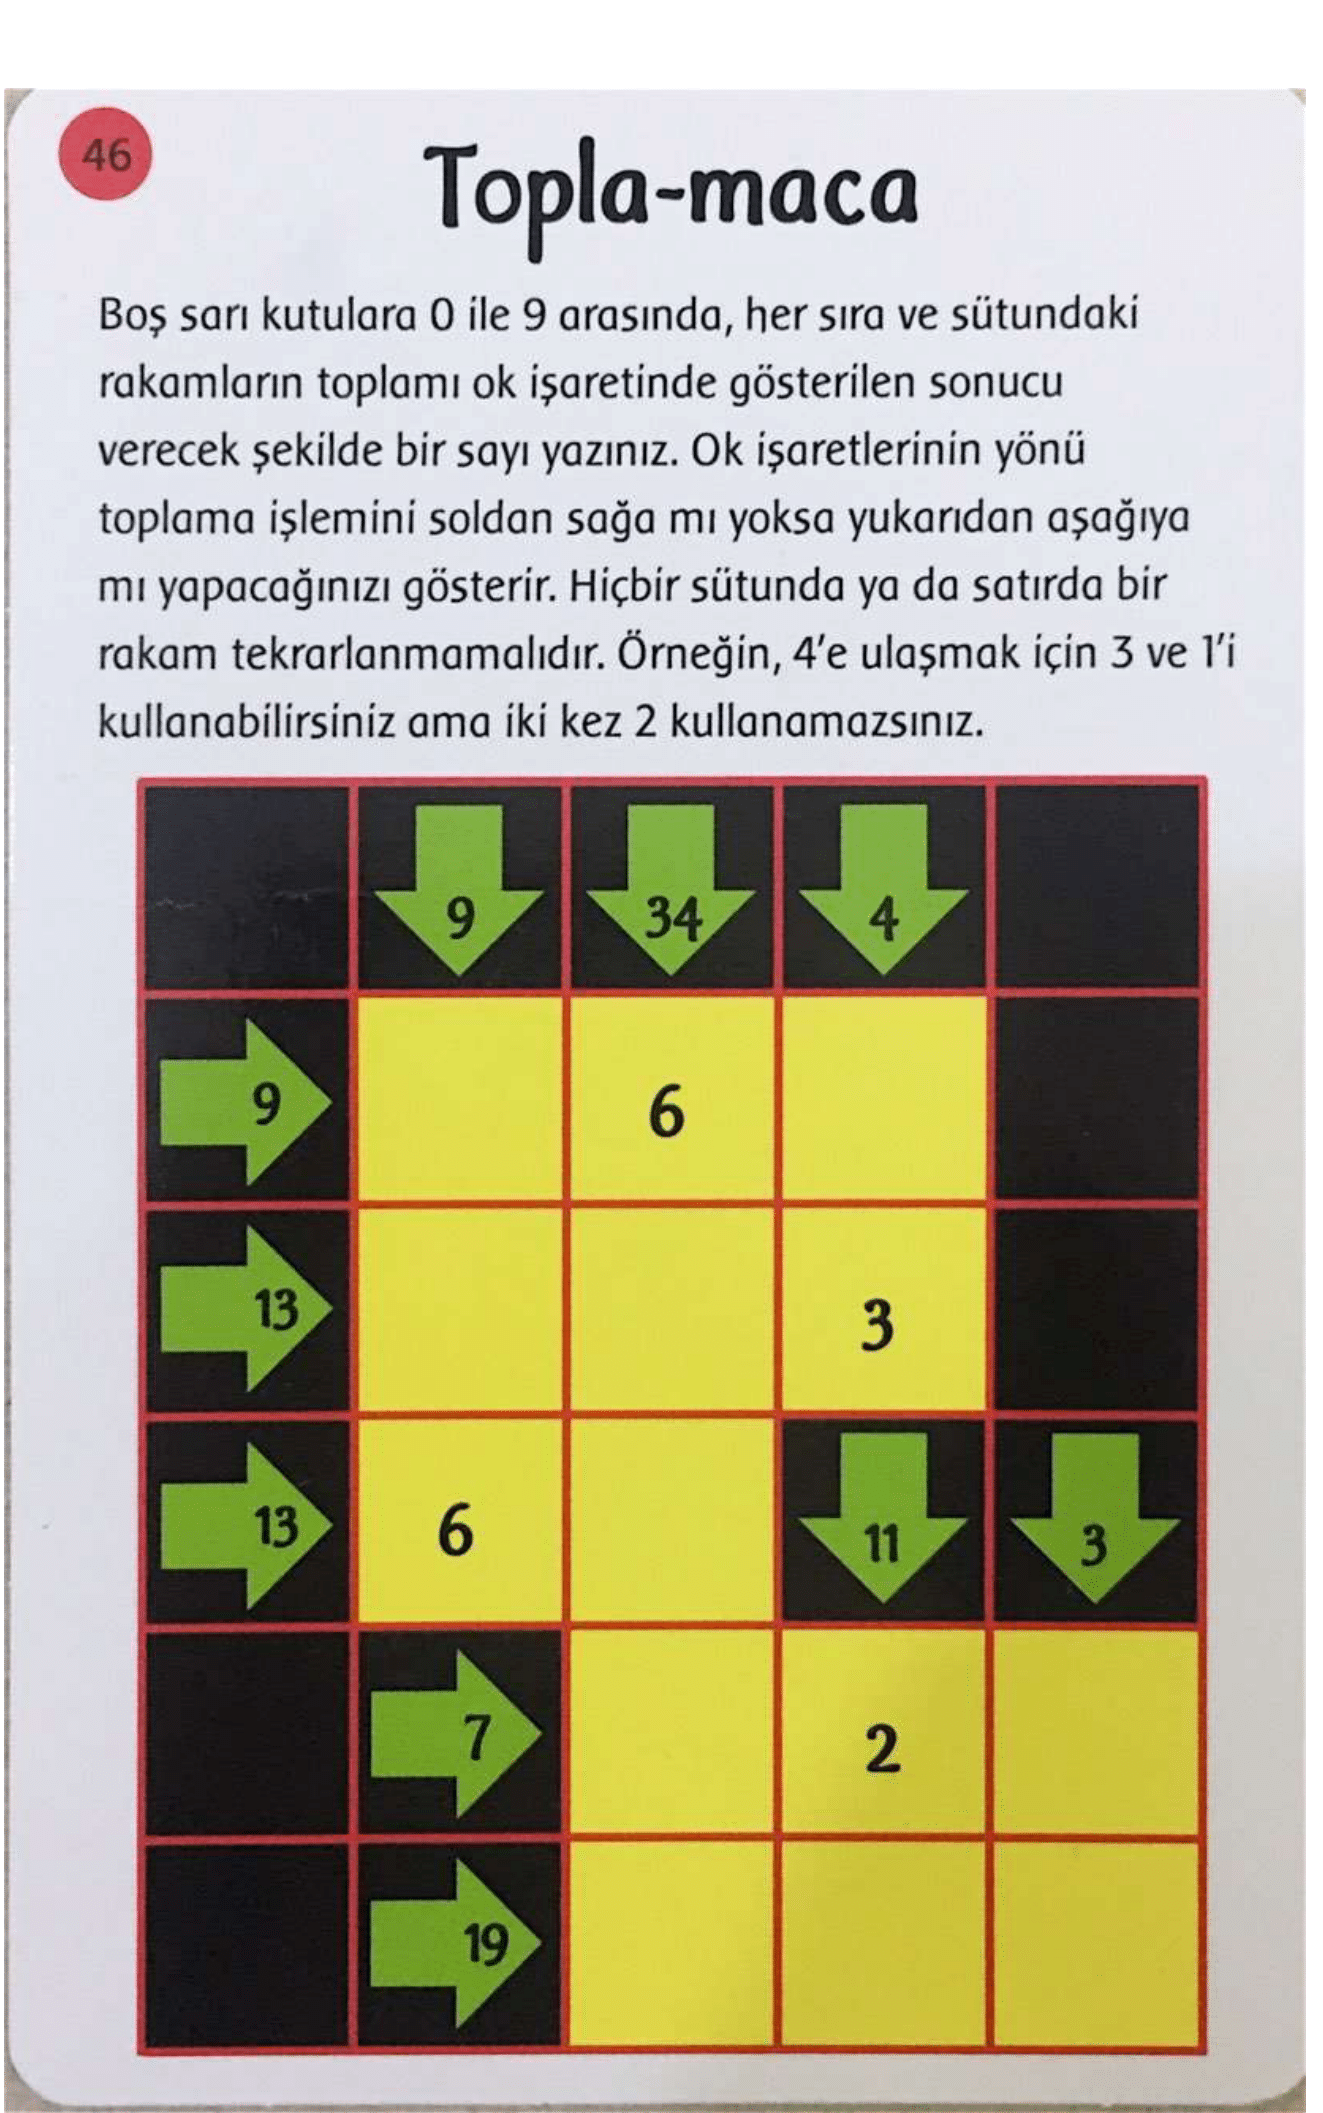 46
Topla-maca
Boş sarı kutulara 0 ile 9 arasında, her sıra ve sütundaki
rakamların toplamı ok işaretinde gösterilen sonucu
verecek şekilde bir sayı yazınız. Ok işaretlerinin yönü
toplama işlemini soldan sağa mı yoksa yukarıdan aşağıya
mı yapacağınızı gösterir. Hiçbir sütunda ya da satırda bir
rakam tekrarlanmamalıdır. Örneğin, 4'e ulaşmak için 3 ve 1'i
kullanabilirsiniz ama iki kez 2 kullanamazsınız.
9 34 4
9 6
13 3
13 6 11 3
7 2
19